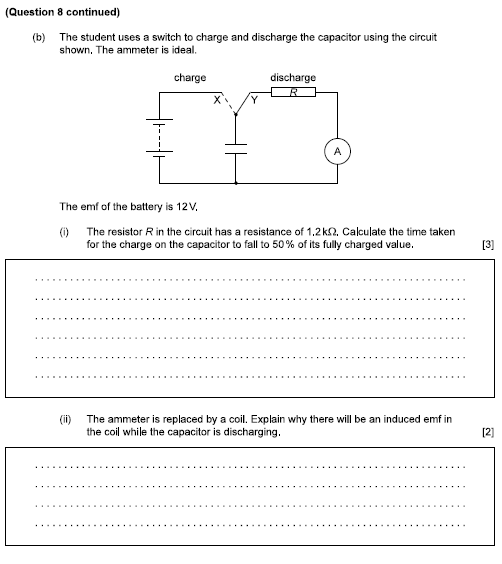 (Question 8 continued)
(b) The student uses a switch to charge and discharge the capacitor using the circuit
shown. The ammeter is ideal.
charge discharge
X Y R
A
The emf of the battery is 12V.
(i) The resistor R in the circuit has a resistance of 1.2kΩ. Calculate the time taken
for the charge on the capacitor to fall to 50% of its fully charged value. [3]
(ii) The ammeter is replaced by a coil. Explain why there will be an induced emf in
the coil while the capacitor is discharging. [2]